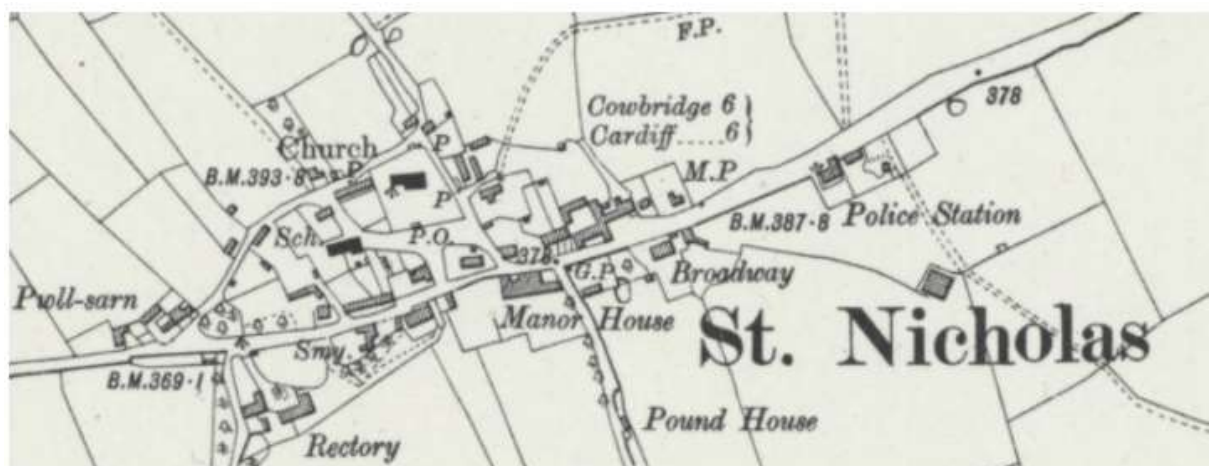 F.P.
Cowbridge 6
Cardiff.....6
378
Church
P
P
B.M.393·8
M.P
P
B.M.387·8
Police Station
Sch.
P.O.
378.
G.P.
Broadway
Pwll-sarn
Manor House
St. Nicholas
Smy.
B.M.369·1
Pound House
Rectory